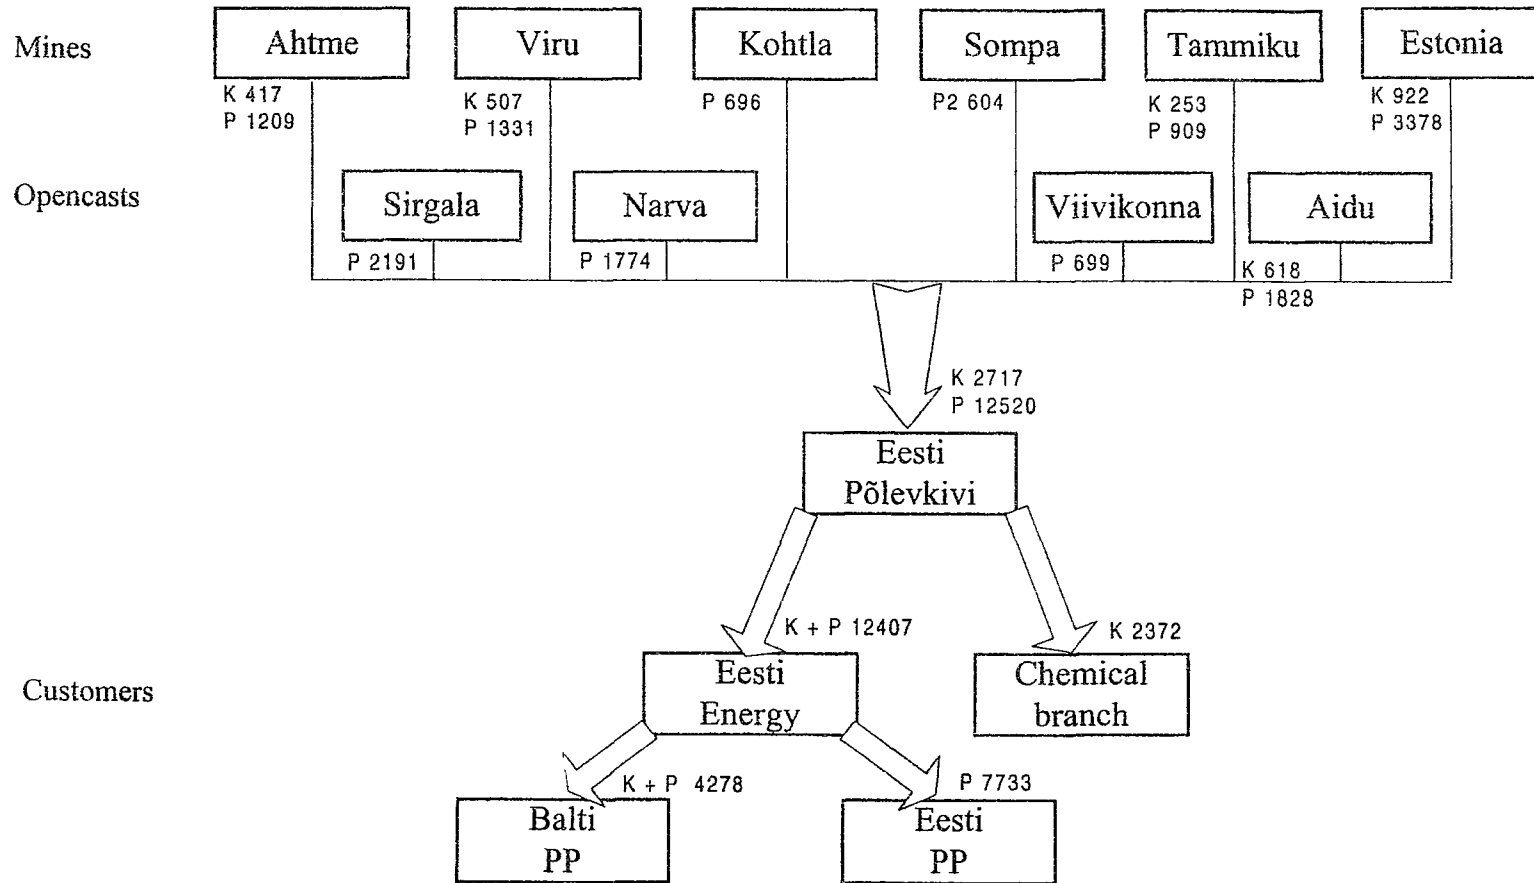 Mines
Ahtme
Viru
Kohtla
Sompa
Tammiku
Estonia
K 417
P 1209
K 507
P 1331
P 696
P2 604
K 253
P 909
K 922
P 3378
Opencasts
Sirgala
Narva
Viivikonna
Aidu
P 2191
P 1774
P 699
K 618
P 1828
K 2717
P 12520
Eesti
Põlevkivi
K + P 12407
K 2372
Customers
Eesti
Energy
Chemical
branch
K + P 4278
P 7733
Balti
PP
Eesti
PP